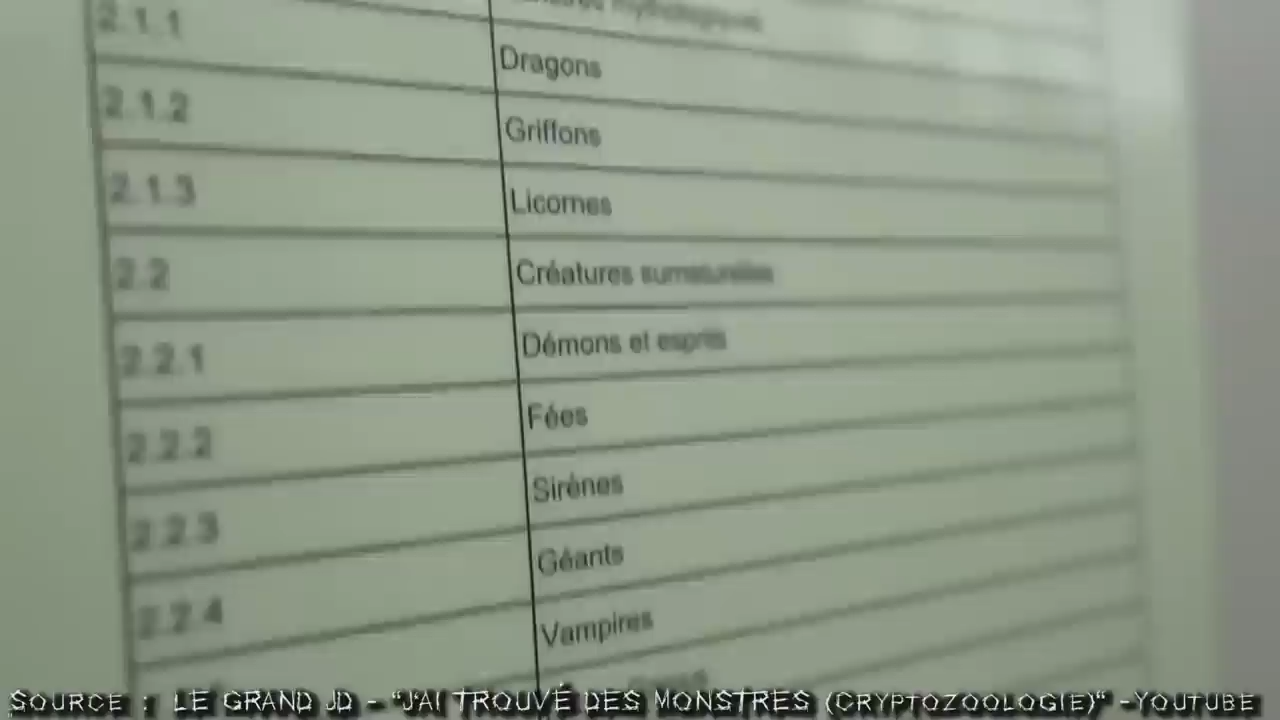 mythologiques
2.1.1 Dragons
2.1.2 Griffons
2.1.3 Licornes
2.2 Créatures surnaturelles
2.2.1 Démons et esprits
2.2.2 Fées
2.2.3 Sirènes
2.2.4 Géants
Vampires
SOURCE : LE GRAND JD - "J'AI TROUVÉ DES MONSTRES (CRYPTOZOOLOGIE)" -YOUTUBE